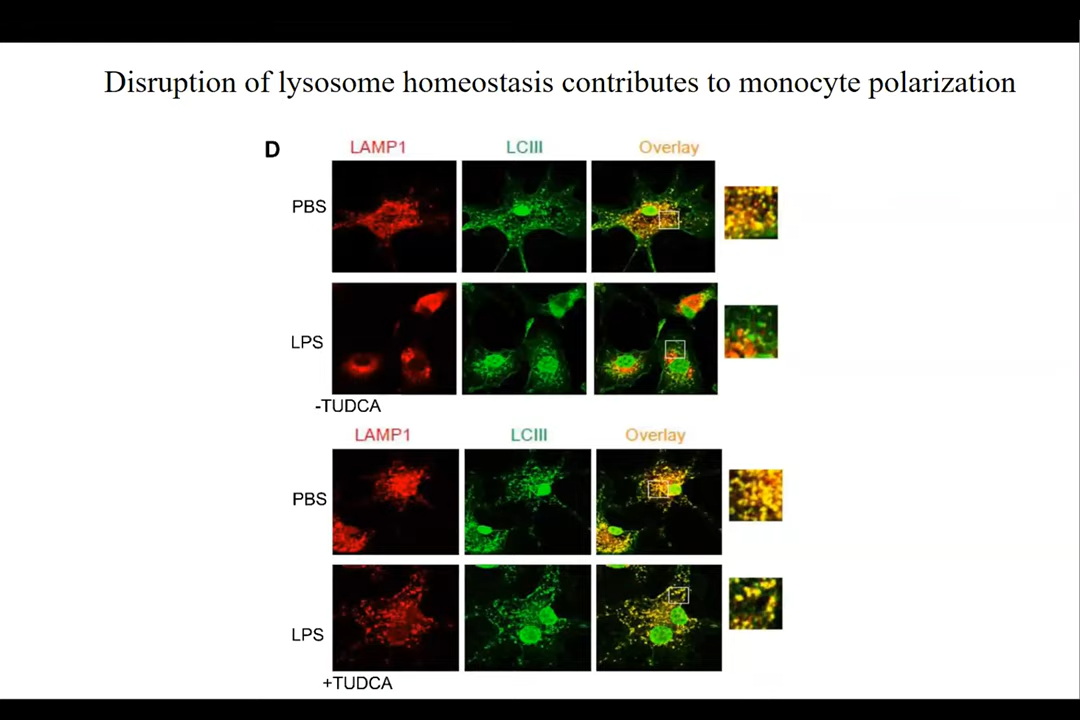 Disruption of lysosome homeostasis contributes to monocyte polarization
D
LAMP1 LCIII Overlay
PBS
LPS
-TUDCA
LAMP1 LCIII Overlay
PBS
LPS
+TUDCA